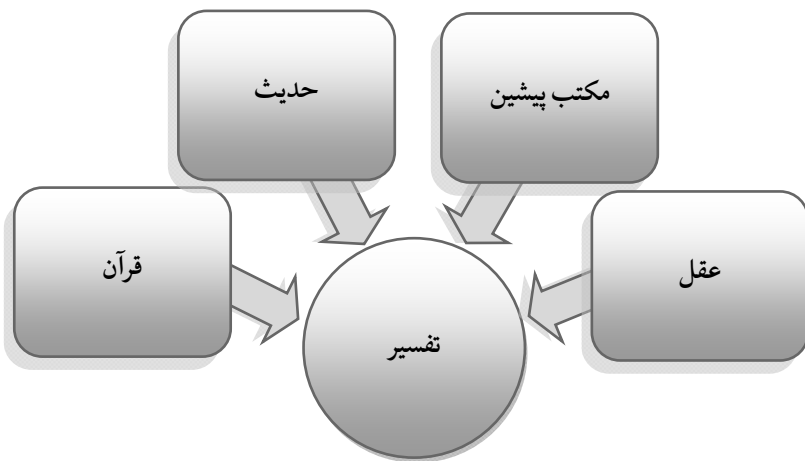 مکتب پیشین
حدیث
عقل
قرآن
تفسیر